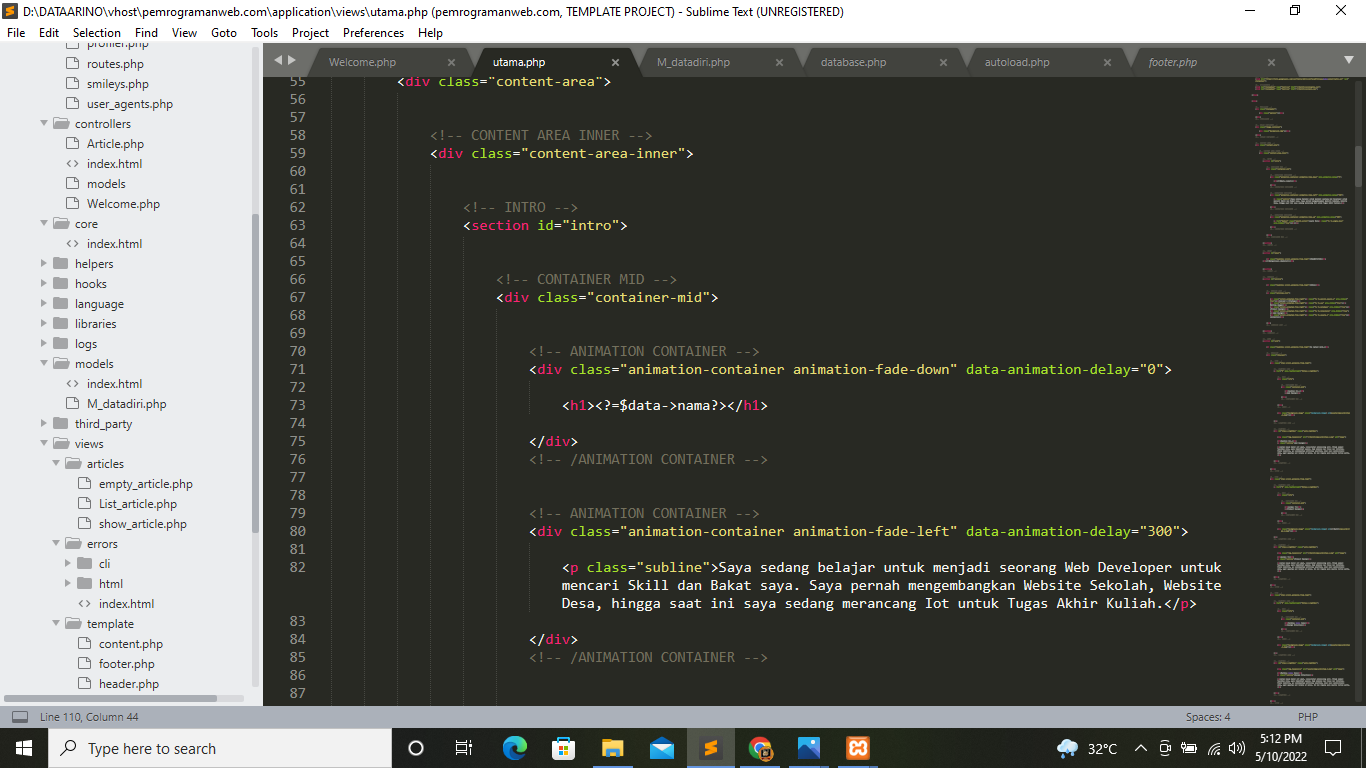 D:\DATAARINO\vhost\pemrogramanweb.com\application\views\utama.php (pemrogramanweb.com, TEMPLATE PROJECT) - Sublime Text (UNREGISTERED)
File Edit Selection Find View Goto Tools Project Preferences Help
profiler.php
routes.php
smileys.php
user_agents.php
controllers
Article.php
<> index.html
models
Welcome.php
core
<> index.html
helpers
hooks
language
libraries
logs
models
<> index.html
M_datadiri.php
third_party
views
articles
empty_article.php
List_article.php
show_article.php
errors
cli
html
<> index.html
template
content.php
footer.php
header.php
Welcome.php × utama.php × M_datadiri.php × database.php × autoload.php × footer.php ×
55 <div class="content-area">
56
57
58 <!-- CONTENT AREA INNER -->
59 <div class="content-area-inner">
60
61
62 <!-- INTRO -->
63 <section id="intro">
64
65
66 <!-- CONTAINER MID -->
67 <div class="container-mid">
68
69
70 <!-- ANIMATION CONTAINER -->
71 <div class="animation-container animation-fade-down" data-animation-delay="0">
72
73 <h1><?=$data->nama?></h1>
74
75 </div>
76 <!-- /ANIMATION CONTAINER -->
77
78
79 <!-- ANIMATION CONTAINER -->
80 <div class="animation-container animation-fade-left" data-animation-delay="300">
81
82 <p class="subline">Saya sedang belajar untuk menjadi seorang Web Developer untuk
mencari Skill dan Bakat saya. Saya pernah mengembangkan Website Sekolah, Website
Desa, hingga saat ini saya sedang merancang Iot untuk Tugas Akhir Kuliah.</p>
83
84 </div>
85 <!-- /ANIMATION CONTAINER -->
86
87
Line 110, Column 44
Spaces: 4
PHP
Type here to search
32°C
5:12 PM
5/10/2022